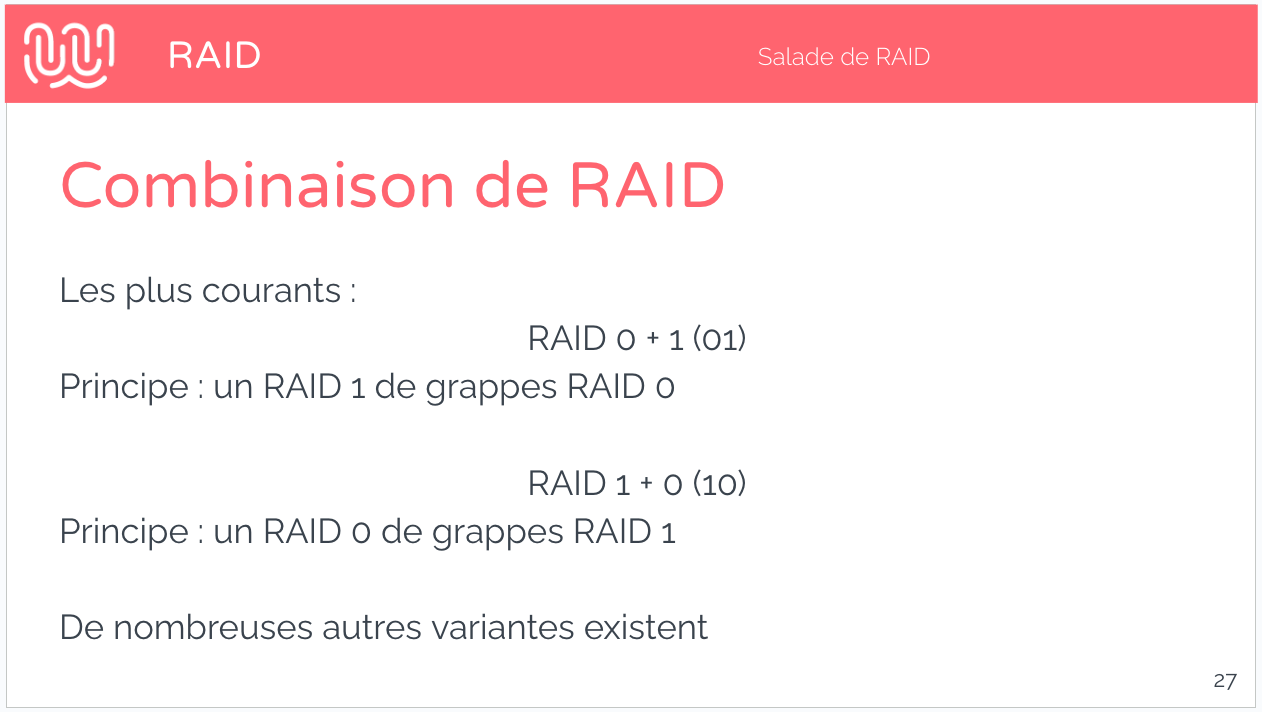 RAID
Salade de RAID
Combinaison de RAID
Les plus courants :
RAID 0 + 1 (01)
Principe : un RAID 1 de grappes RAID 0
RAID 1 + 0 (10)
Principe : un RAID 0 de grappes RAID 1
De nombreuses autres variantes existent
27